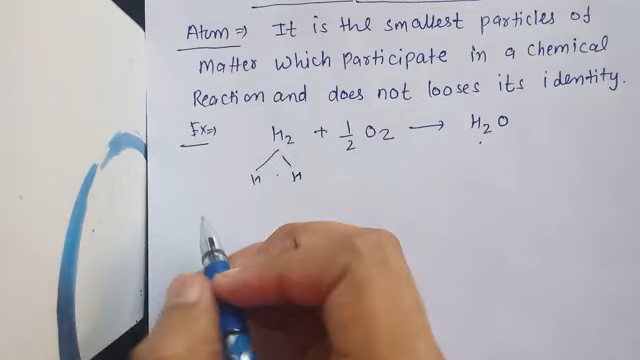 Atom ⇒ It is the smallest particles of
Matter which participate in a chemical
Reaction and does not looses its identity.
Ex ⇒ H₂ + 1/2 O₂ ⟶ H₂O
H H